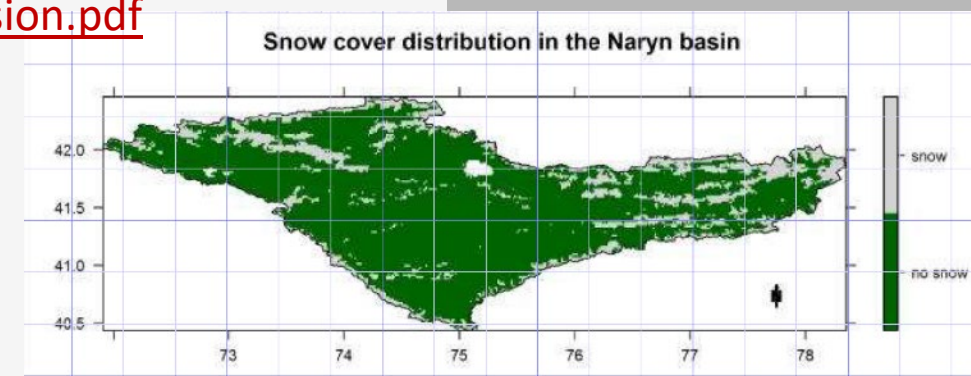 sion.pdf
Snow cover distribution in the Naryn basin
42.0
41.5
41.0
40.5
73 74 75 76 77 78
snow
no snow